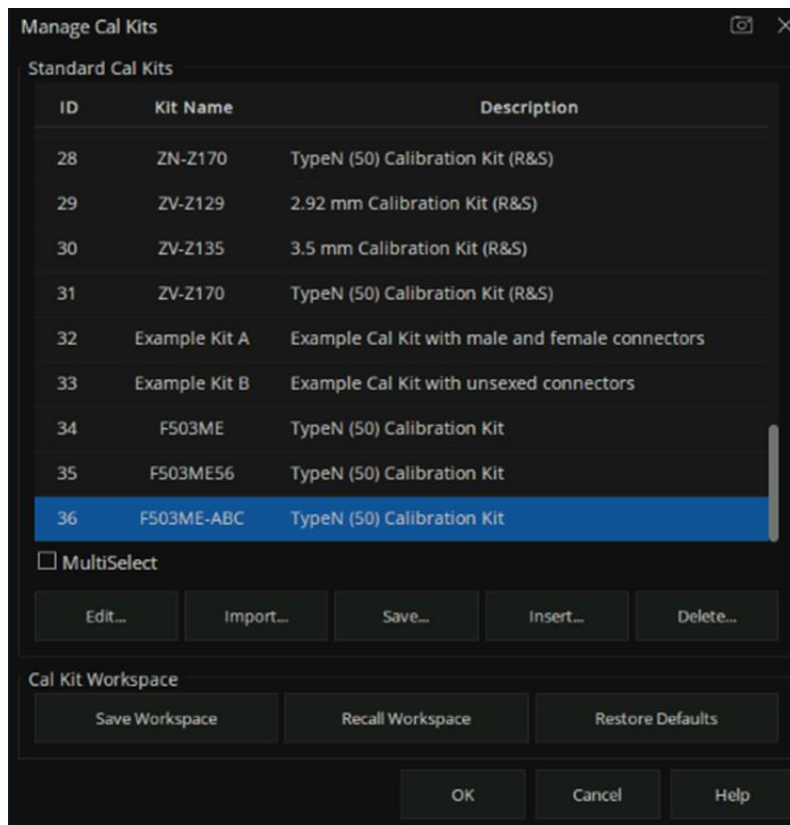 Manage Cal Kits
Standard Cal Kits
ID Kit Name Description
28 ZN-Z170 TypeN (50) Calibration Kit (R&S)
29 ZV-Z129 2.92 mm Calibration Kit (R&S)
30 ZV-Z135 3.5 mm Calibration Kit (R&S)
31 ZV-Z170 TypeN (50) Calibration Kit (R&S)
32 Example Kit A Example Cal Kit with male and female connectors
33 Example Kit B Example Cal Kit with unsexed connectors
34 F503ME TypeN (50) Calibration Kit
35 F503ME56 TypeN (50) Calibration Kit
36 F503ME-ABC TypeN (50) Calibration Kit
MultiSelect
Edit... Import... Save... Insert... Delete...
Cal Kit Workspace
Save Workspace Recall Workspace Restore Defaults
OK Cancel Help